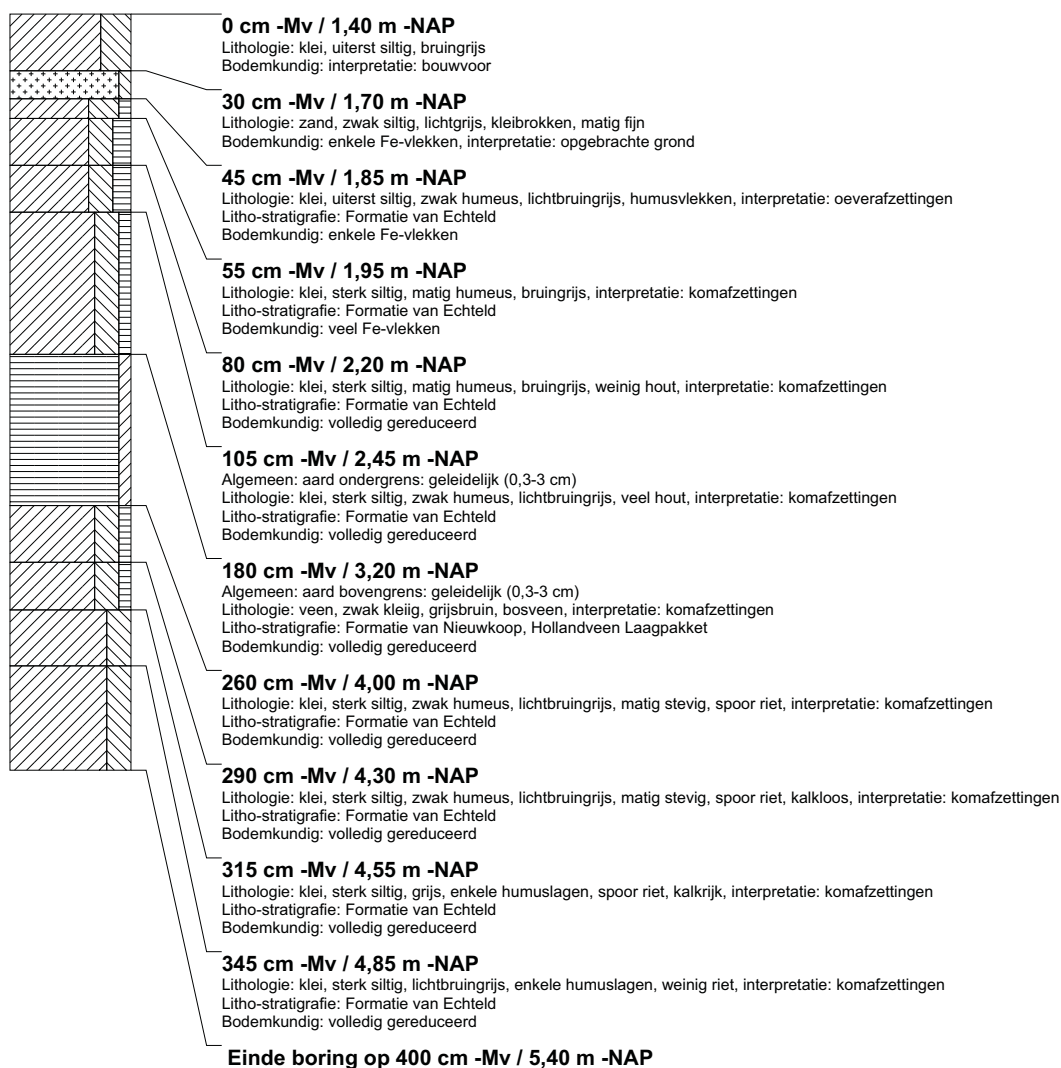 0 cm -Mv / 1,40 m -NAP
Lithologie: klei, uiterst siltig, bruingrijs
Bodemkundig: interpretatie: bouwvoor
30 cm -Mv / 1,70 m -NAP
Lithologie: zand, zwak siltig, lichtgrijs, kleibrokken, matig fijn
Bodemkundig: enkele Fe-vlekken, interpretatie: opgebrachte grond
45 cm -Mv / 1,85 m -NAP
Lithologie: klei, uiterst siltig, zwak humeus, lichtbruingrijs, humusvlekken, interpretatie: oeverafzettingen
Litho-stratigrafie: Formatie van Echteld
Bodemkundig: enkele Fe-vlekken
55 cm -Mv / 1,95 m -NAP
Lithologie: klei, sterk siltig, matig humeus, bruingrijs, interpretatie: komafzettingen
Litho-stratigrafie: Formatie van Echteld
Bodemkundig: veel Fe-vlekken
80 cm -Mv / 2,20 m -NAP
Lithologie: klei, sterk siltig, matig humeus, bruingrijs, weinig hout, interpretatie: komafzettingen
Litho-stratigrafie: Formatie van Echteld
Bodemkundig: volledig gereduceerd
105 cm -Mv / 2,45 m -NAP
Algemeen: aard ondergrens: geleidelijk (0,3-3 cm)
Lithologie: klei, sterk siltig, zwak humeus, lichtbruingrijs, veel hout, interpretatie: komafzettingen
Litho-stratigrafie: Formatie van Echteld
Bodemkundig: volledig gereduceerd
180 cm -Mv / 3,20 m -NAP
Algemeen: aard bovengrens: geleidelijk (0,3-3 cm)
Lithologie: veen, zwak kleiig, grijsbruin, bosveen, interpretatie: komafzettingen
Litho-stratigrafie: Formatie van Nieuwkoop, Hollandveen Laagpakket
Bodemkundig: volledig gereduceerd
260 cm -Mv / 4,00 m -NAP
Lithologie: klei, sterk siltig, zwak humeus, lichtbruingrijs, matig stevig, spoor riet, interpretatie: komafzettingen
Litho-stratigrafie: Formatie van Echteld
Bodemkundig: volledig gereduceerd
290 cm -Mv / 4,30 m -NAP
Lithologie: klei, sterk siltig, zwak humeus, lichtbruingrijs, matig stevig, spoor riet, kalkloos, interpretatie: komafzettingen
Litho-stratigrafie: Formatie van Echteld
Bodemkundig: volledig gereduceerd
315 cm -Mv / 4,55 m -NAP
Lithologie: klei, sterk siltig, grijs, enkele humuslagen, spoor riet, kalkrijk, interpretatie: komafzettingen
Litho-stratigrafie: Formatie van Echteld
Bodemkundig: volledig gereduceerd
345 cm -Mv / 4,85 m -NAP
Lithologie: klei, sterk siltig, lichtbruingrijs, enkele humuslagen, weinig riet, interpretatie: komafzettingen
Litho-stratigrafie: Formatie van Echteld
Bodemkundig: volledig gereduceerd
Einde boring op 400 cm -Mv / 5,40 m -NAP